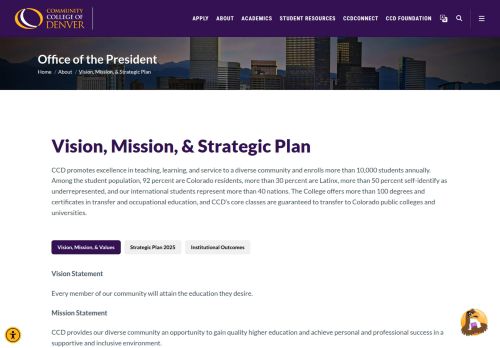 COMMUNITY
COLLEGE OF
DENVER
APPLY ABOUT ACADEMICS STUDENT RESOURCES CCDCONNECT CCD FOUNDATION
Office of the President
Home / About / Vision, Mission, & Strategic Plan
Vision, Mission, & Strategic Plan
CCD promotes excellence in teaching, learning, and service to a diverse community and enrolls more than 10,000 students annually.
Among the student population, 92 percent are Colorado residents, more than 30 percent are Latinx, more than 50 percent self-identify as
underrepresented, and our international students represent more than 40 nations. The College offers more than 100 degrees and
certificates in transfer and occupational education, and CCD's core classes are guaranteed to transfer to Colorado public colleges and
universities.
Vision, Mission, & Values Strategic Plan 2025 Institutional Outcomes
Vision Statement
Every member of our community will attain the education they desire.
Mission Statement
CCD provides our diverse community an opportunity to gain quality higher education and achieve personal and professional success in a
supportive and inclusive environment.